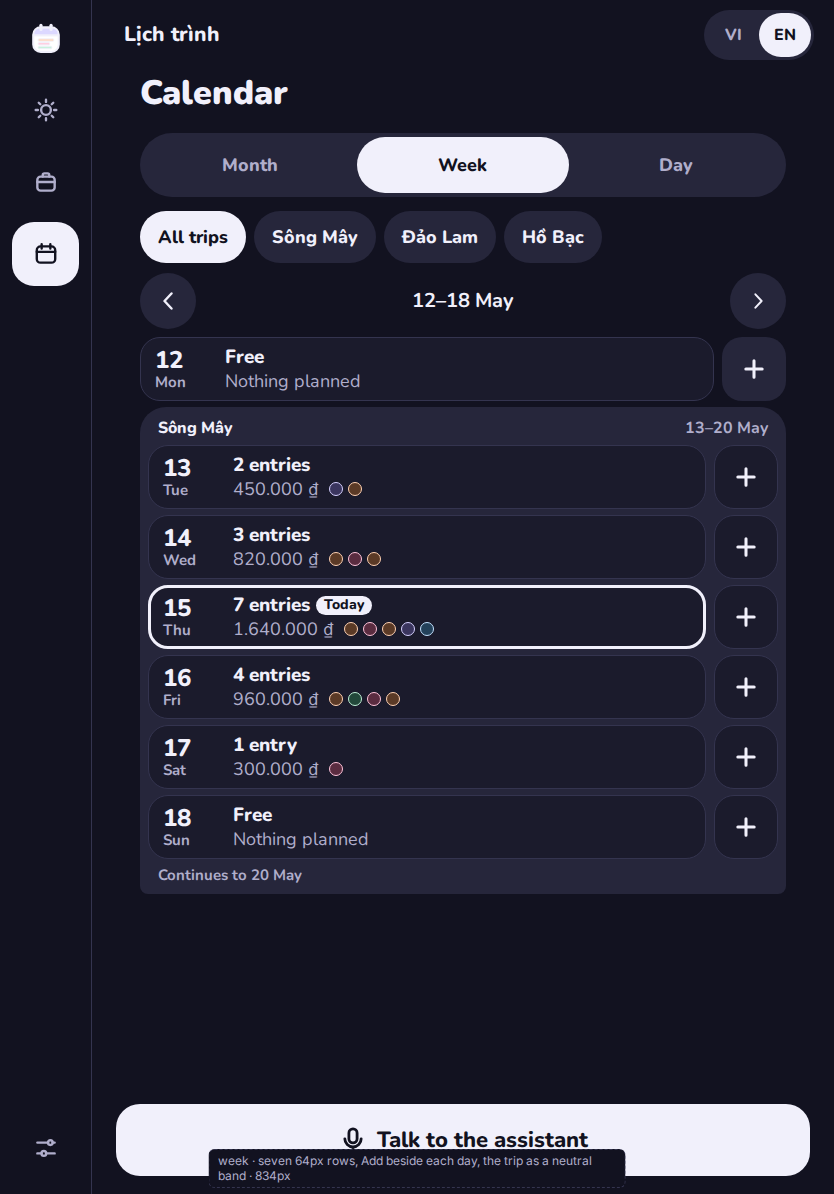 Lịch trình
VI EN
Calendar
Month Week Day
All trips Sông Mây Đảo Lam Hồ Bạc
12–18 May
12 Free
Mon Nothing planned
Sông Mây 13–20 May
13 2 entries
Tue 450.000 ₫
14 3 entries
Wed 820.000 ₫
15 7 entries Today
Thu 1.640.000 ₫
16 4 entries
Fri 960.000 ₫
17 1 entry
Sat 300.000 ₫
18 Free
Sun Nothing planned
Continues to 20 May
Talk to the assistant
week · seven 64px rows, Add beside each day, the trip as a neutral
band · 834px